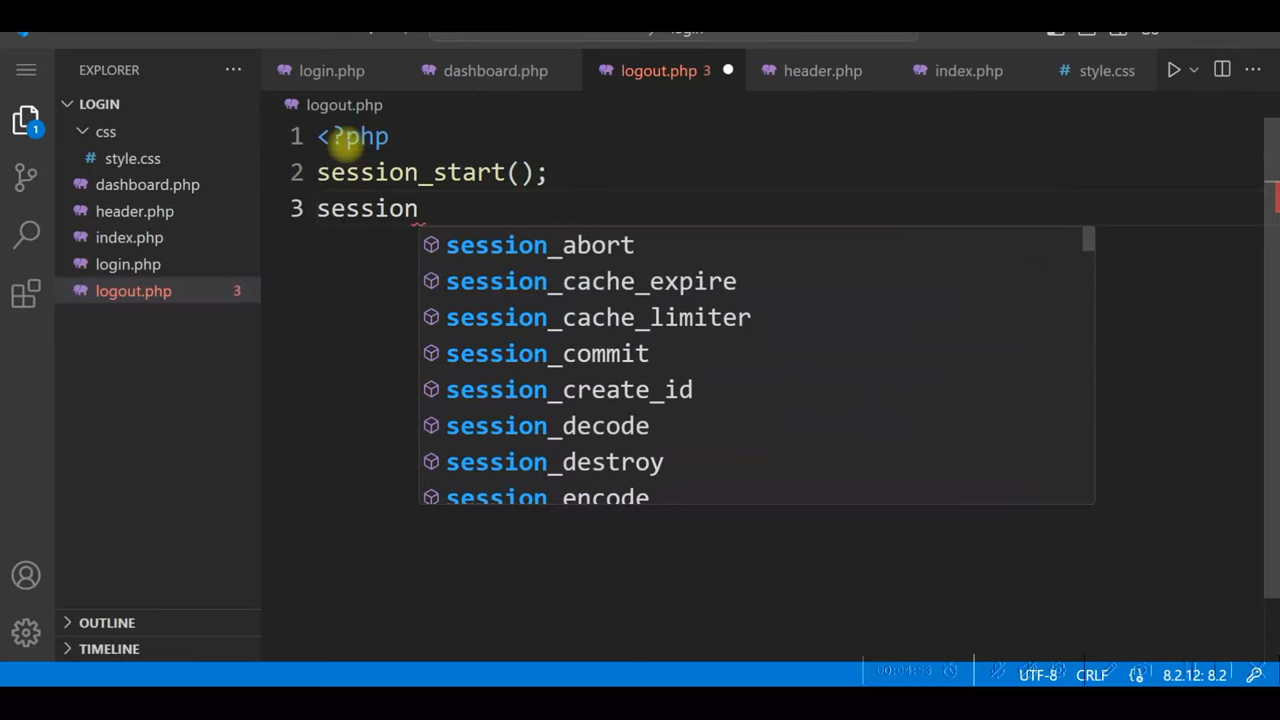 login
EXPLORER ...
login.php
dashboard.php
logout.php 3
header.php
index.php
# style.css
...
LOGIN
css
# style.css
dashboard.php
header.php
index.php
login.php
logout.php 3
1
OUTLINE
TIMELINE
logout.php
1 <?php
2 session_start();
3 session
session_abort
session_cache_expire
session_cache_limiter
session_commit
session_create_id
session_decode
session_destroy
session_encode
UTF-8 CRLF {} 8.2.12: 8.2